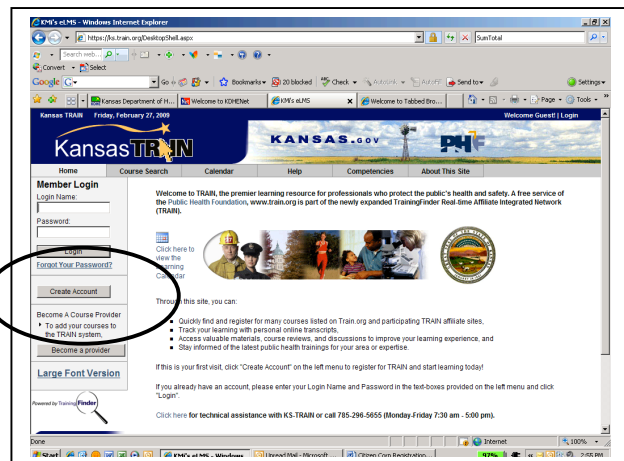 KMI's eLMS - Windows Internet Explorer
https://ks.train.org/DesktopShell.aspx
SumTotal
Search web...
Convert Select
Google G Go Bookmarks 20 blocked Check AutoLink AutoFill Send to Settings
Kansas Department of H... Welcome to KDHENet KMI's eLMS Welcome to Tabbed Bro... Page Tools
Kansas TRAIN Friday, February 27, 2009 Welcome Guest! | Login
KansasTRAIN KANSAS.GOV PHF
Home Course Search Calendar Help Competencies About This Site
Member Login
Login Name:
Password:
Login
Forgot Your Password?
Create Account
Become A Course Provider
To add your courses to
the TRAIN system,
Become a provider
Large Font Version
Powered by Training Finder
Welcome to TRAIN, the premier learning resource for professionals who protect the public's health and safety. A free service of
the Public Health Foundation, www.train.org is part of the newly expanded TrainingFinder Real-time Affiliate Integrated Network
(TRAIN).
Click here to
view the
Learning
Calendar
Through this site, you can:
Quickly find and register for many courses listed on Train.org and participating TRAIN affiliate sites,
Track your learning with personal online transcripts,
Access valuable materials, course reviews, and discussions to improve your learning experience, and
Stay informed of the latest public health trainings for your area or expertise.
If this is your first visit, click "Create Account" on the left menu to register for TRAIN and start learning today!
If you already have an account, please enter your Login Name and Password in the text-boxes provided on the left menu and click
"Login".
Click here for technical assistance with KS-TRAIN or call 785-296-5655 (Monday-Friday 7:30 am - 5:00 pm).
Done Internet 100%
Start KMI's eLMS - Windows... Unread Mail - Microsoft ... Citizen Corp Registration... 97% 2:55 PM